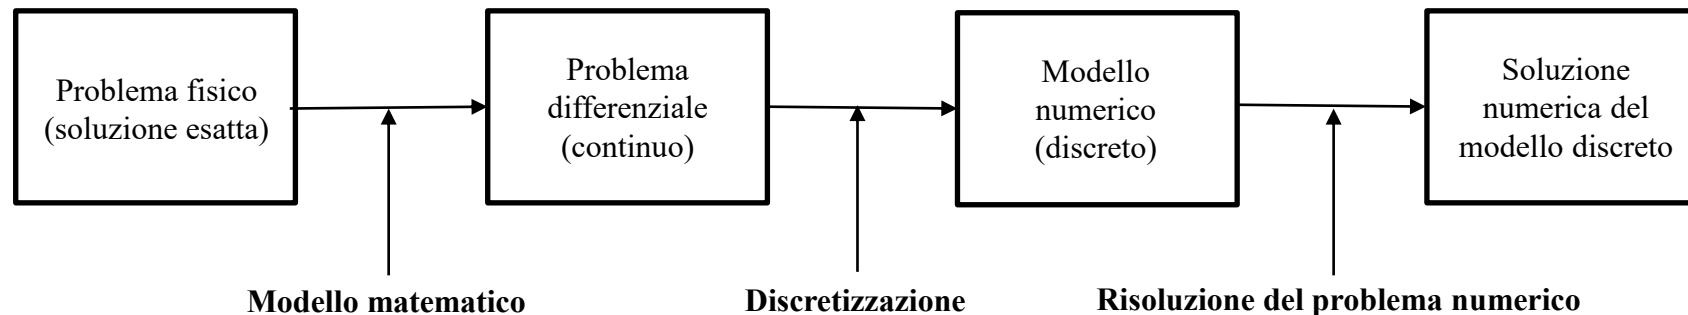 Problema fisico
(soluzione esatta)
Problema
differenziale
(continuo)
Modello
numerico
(discreto)
Soluzione
numerica del
modello discreto
Modello matematico
Discretizzazione
Risoluzione del problema numerico